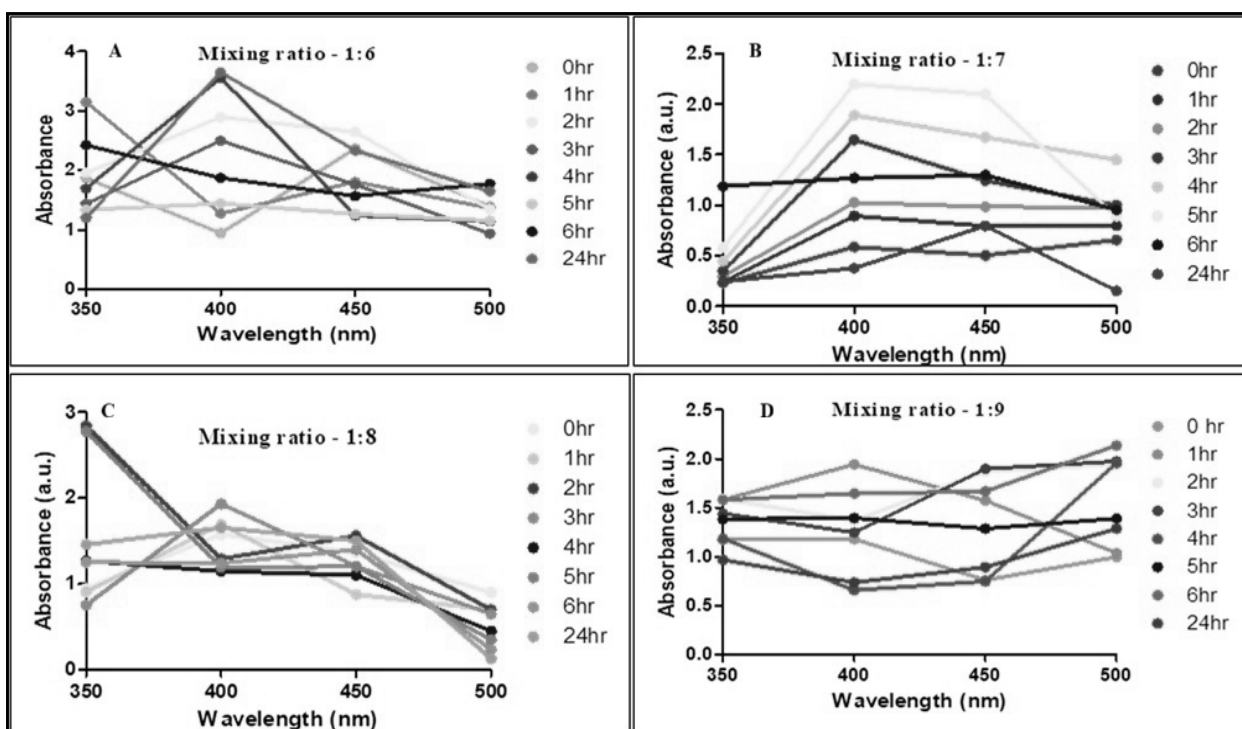 A
Mixing ratio - 1:6
4
3
2
1
0
Absorbance
350
400
450
500
Wavelength (nm)
0hr
1hr
2hr
3hr
4hr
5hr
6hr
24hr
B
Mixing ratio - 1:7
2.5
2.0
1.5
1.0
0.5
0.0
Absorbance (a.u.)
350
400
450
500
Wavelength (nm)
0hr
1hr
2hr
3hr
4hr
5hr
6hr
24hr
C
Mixing ratio - 1:8
3
2
1
0
Absorbance (a.u.)
350
400
450
500
Wavelength (nm)
0hr
1hr
2hr
3hr
4hr
5hr
6hr
24hr
D
Mixing ratio - 1:9
2.5
2.0
1.5
1.0
0.5
0.0
Absorbance (a.u.)
350
400
450
500
Wavelength (nm)
0 hr
1hr
2hr
3hr
4hr
5hr
6hr
24hr